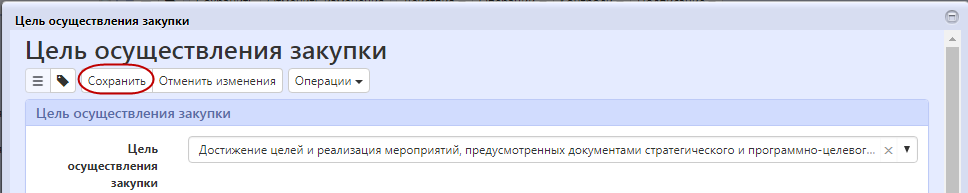 Цель осуществления закупки
Цель осуществления закупки
Сохранить Отменить изменения Операции
Цель осуществления закупки
Цель осуществления закупки
Достижение целей и реализация мероприятий, предусмотренных документами стратегического и программно-целевог...